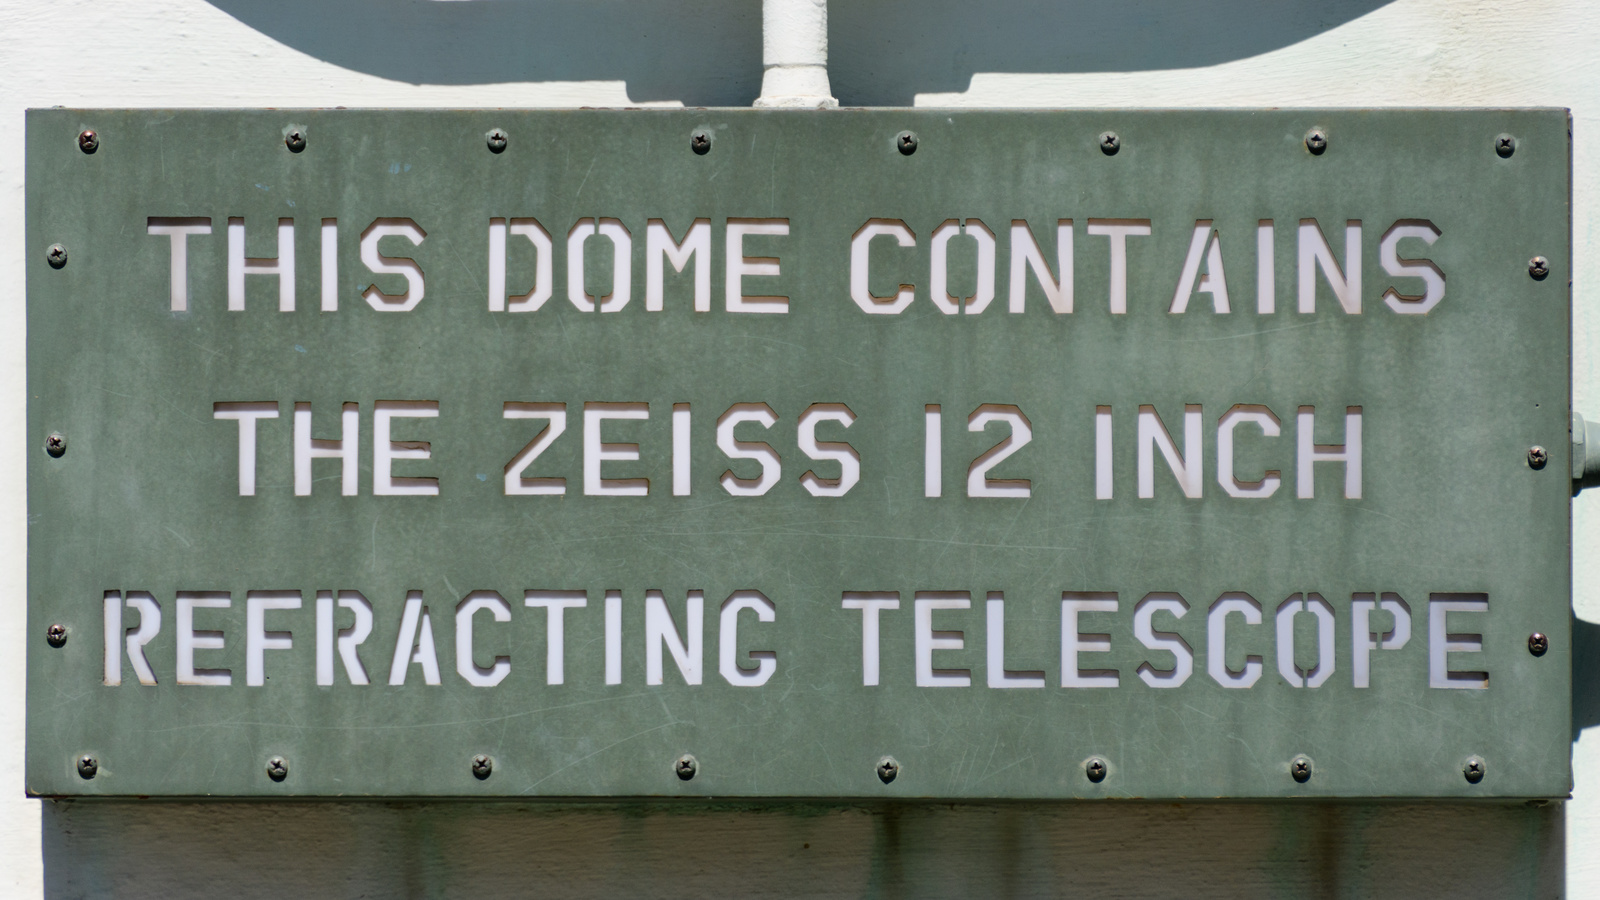 THIS DOME CONTAINS
THE ZEISS 12 INCH
REFRACTING TELESCOPE